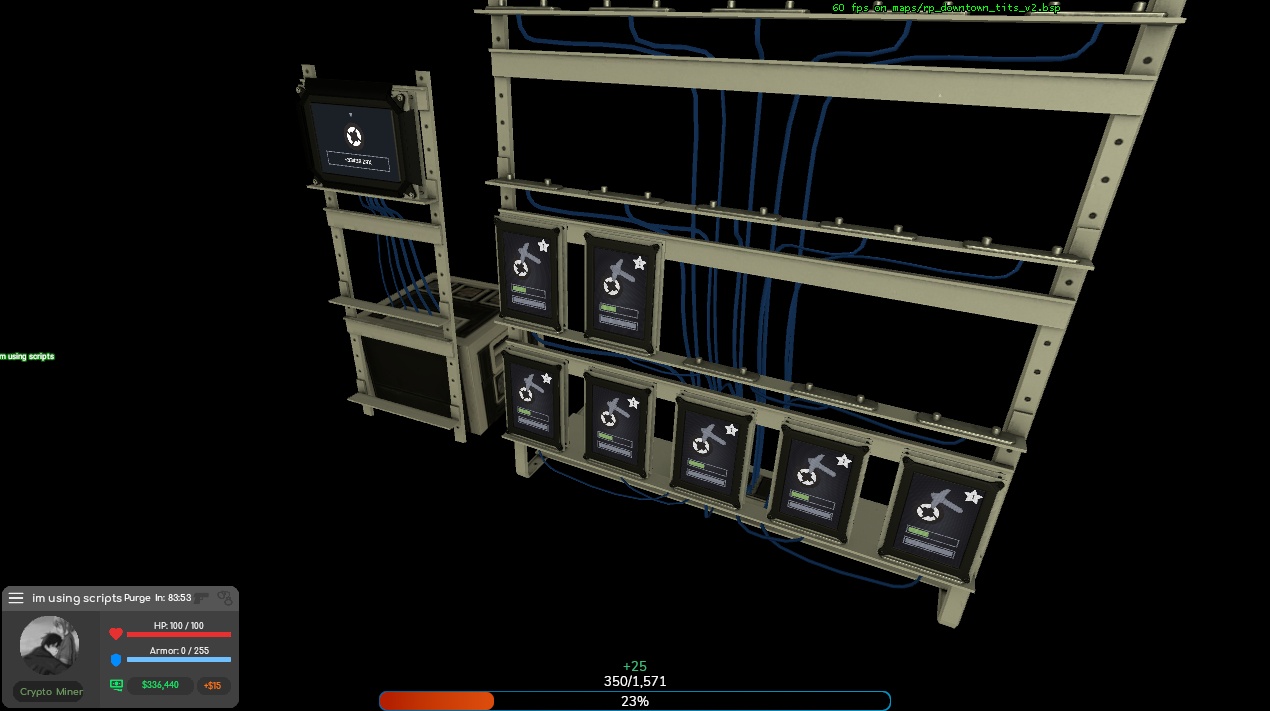 60 fps on maps/rp_downtown_tits_v2.bsp
m using scripts
im using scripts Purge In: 83:53
HP: 100 / 100
Armor: 0 / 255
Crypto Miner
$336,440
+$15
+25
350/1,571
23%